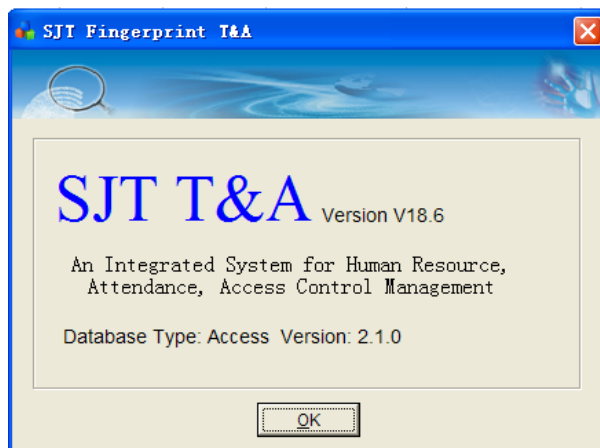 SJT Fingerprint T&A
SJT T&A Version V18.6
An Integrated System for Human Resource,
Attendance, Access Control Management
Database Type: Access Version: 2.1.0
OK